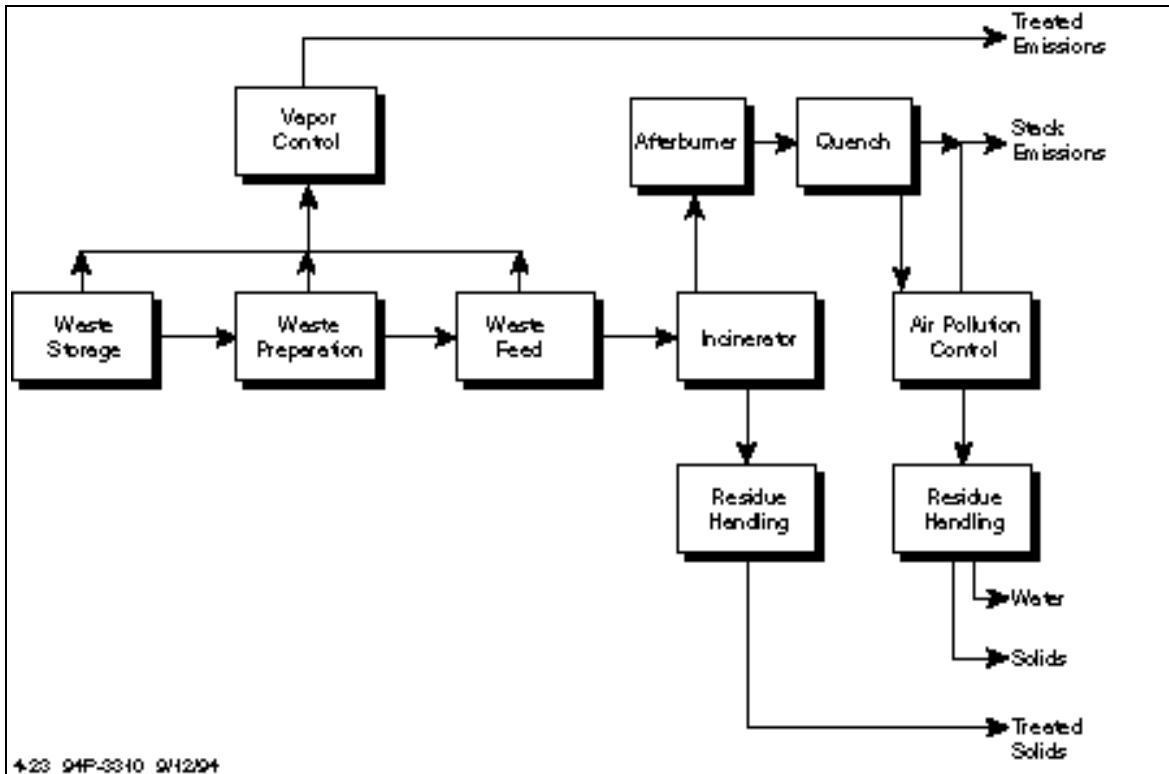 Treated
Emissions
Vapor
Control
Afterburner
Quench
Stack
Emissions
Waste
Storage
Waste
Preparation
Waste
Feed
Incinerator
Air Pollution
Control
Residue
Handling
Residue
Handling
Water
Solids
Treated
Solids
4-23 94P-3310 9/12/94